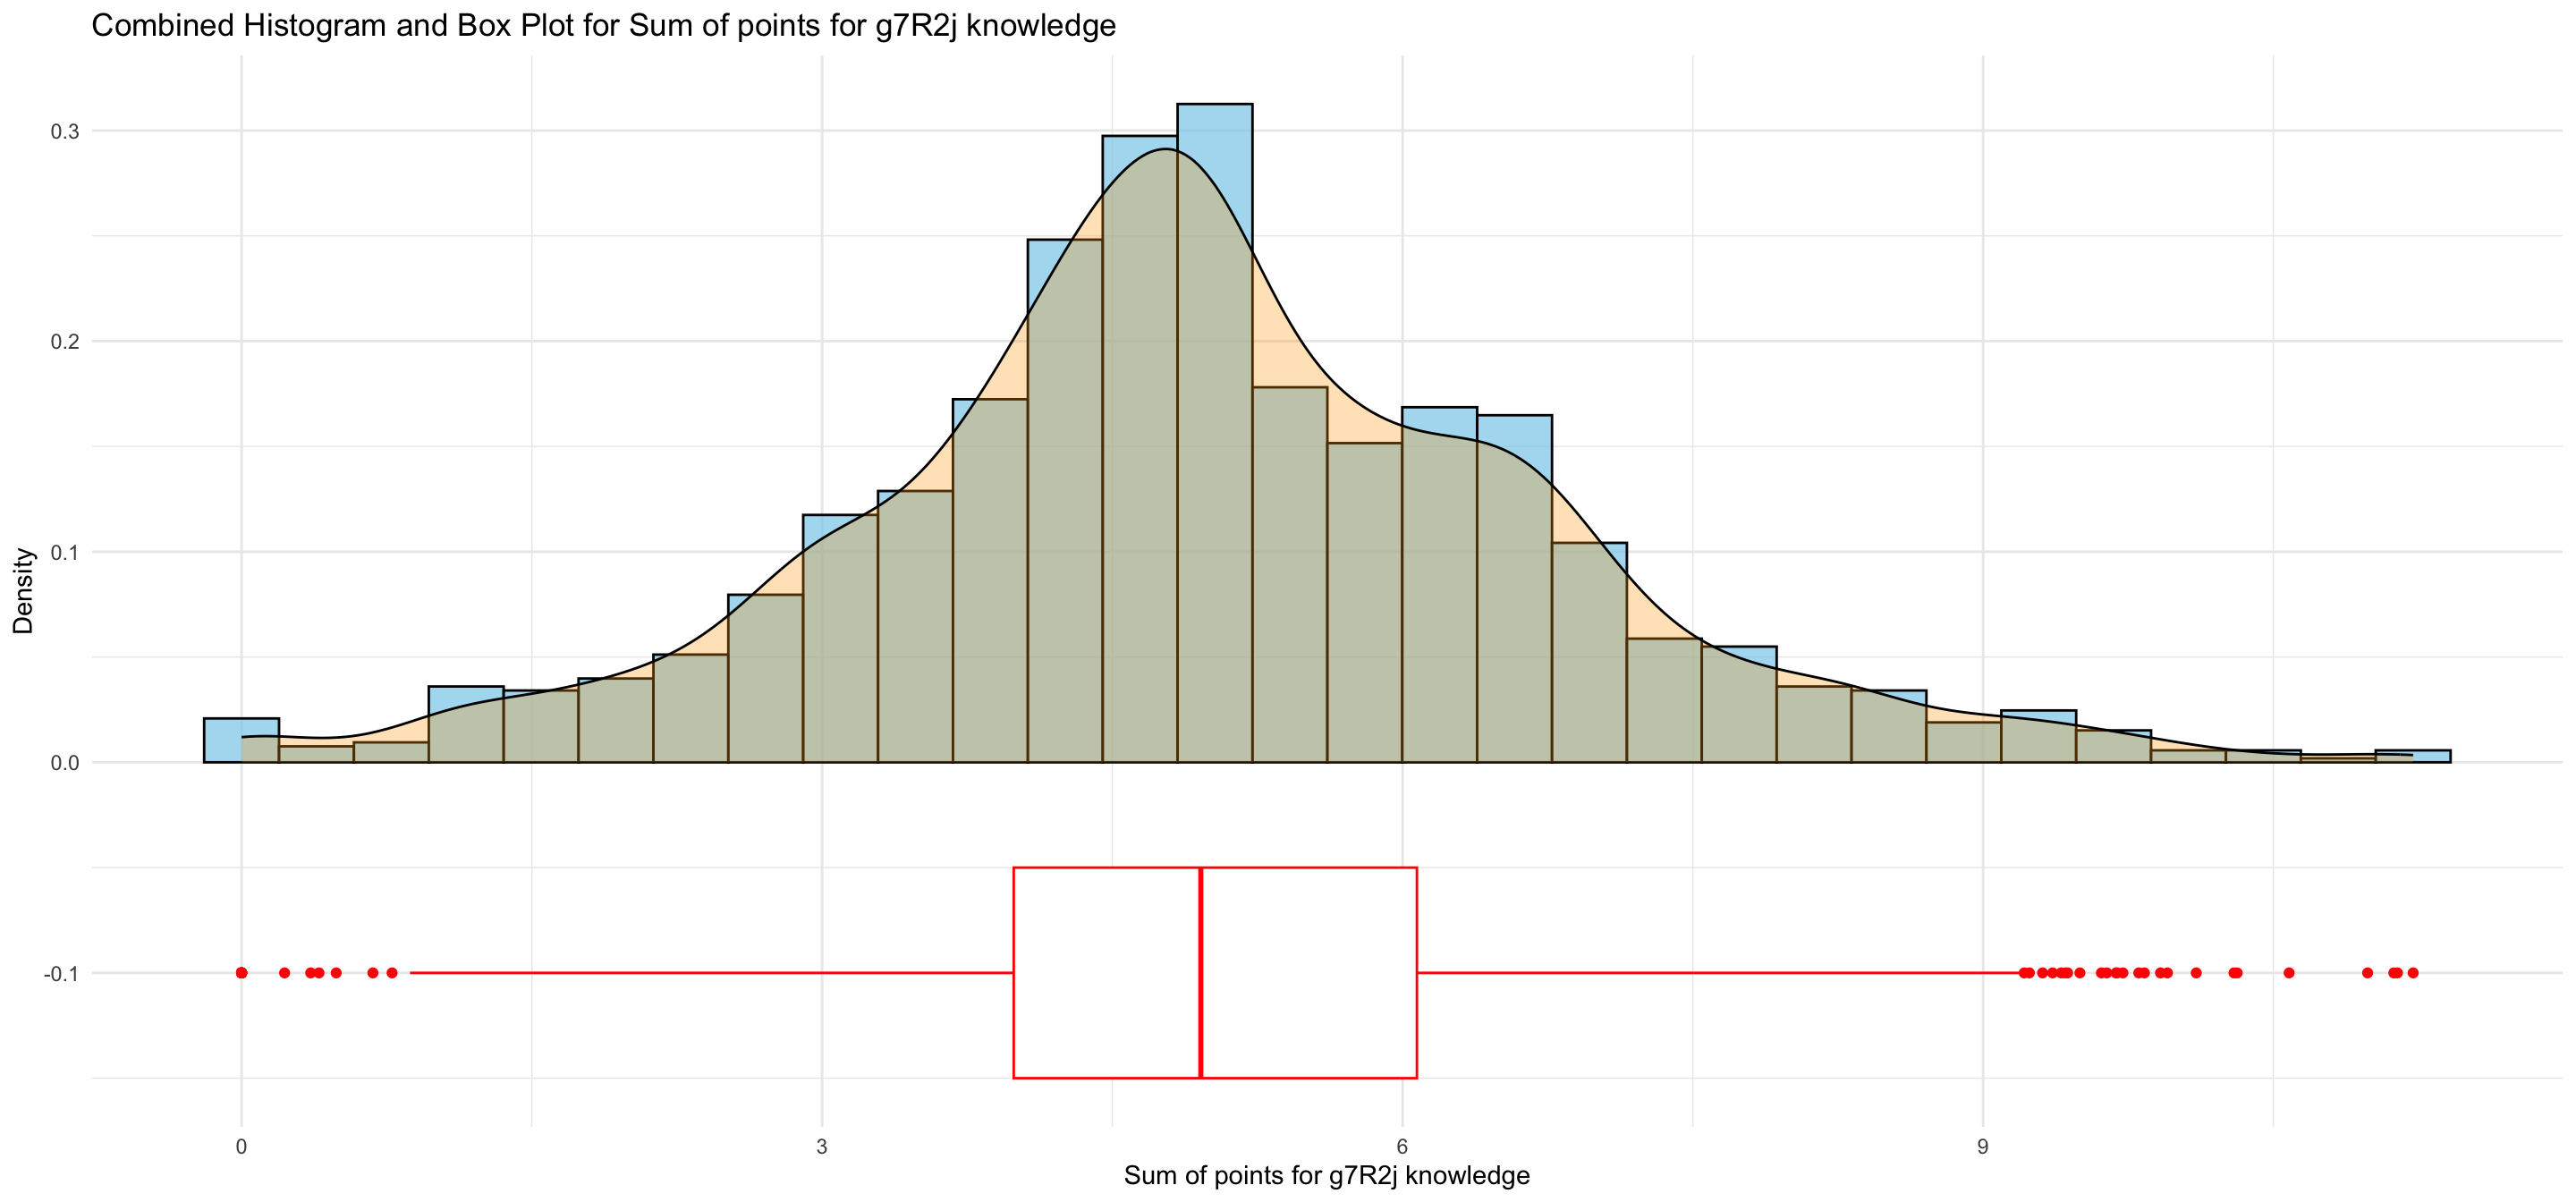 Combined Histogram and Box Plot for Sum of points for g7R2j knowledge
0.3
0.2
0.1
0.0
-0.1
Density
0 3 6 9
Sum of points for g7R2j knowledge